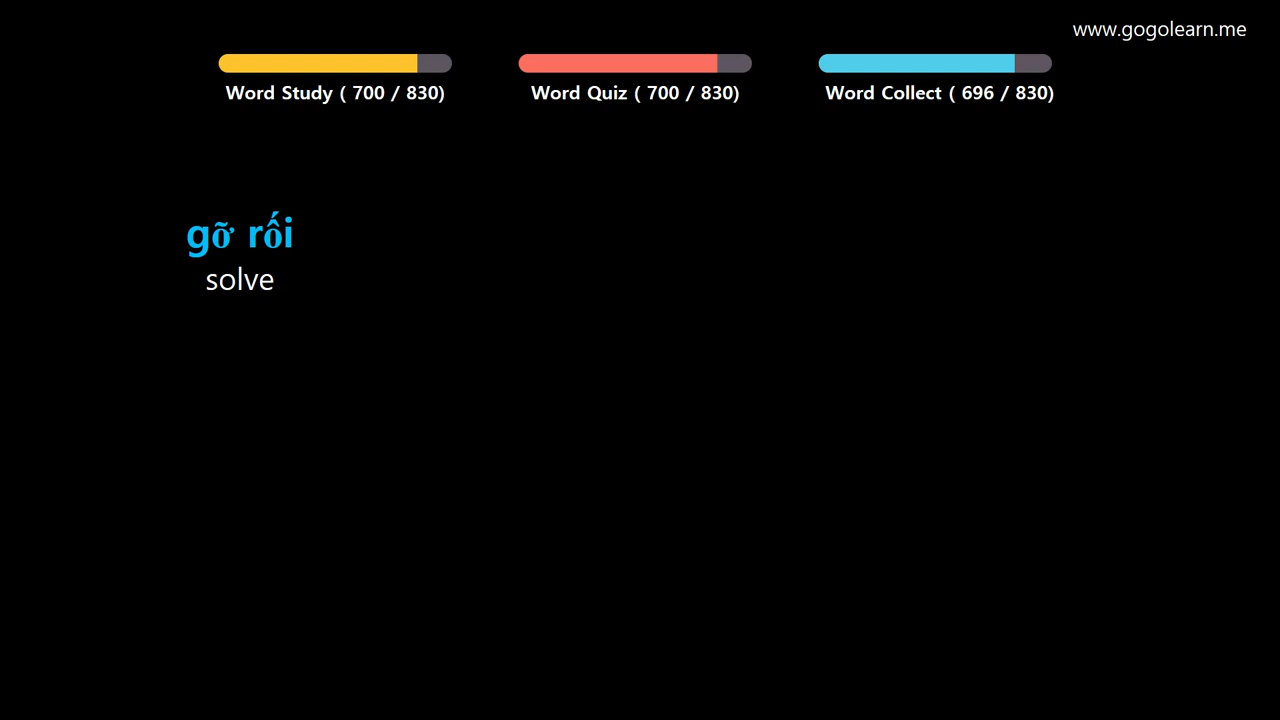 www.gogolearn.me
Word Study ( 700 / 830)
Word Quiz ( 700 / 830)
Word Collect ( 696 / 830)
gỡ rối
solve